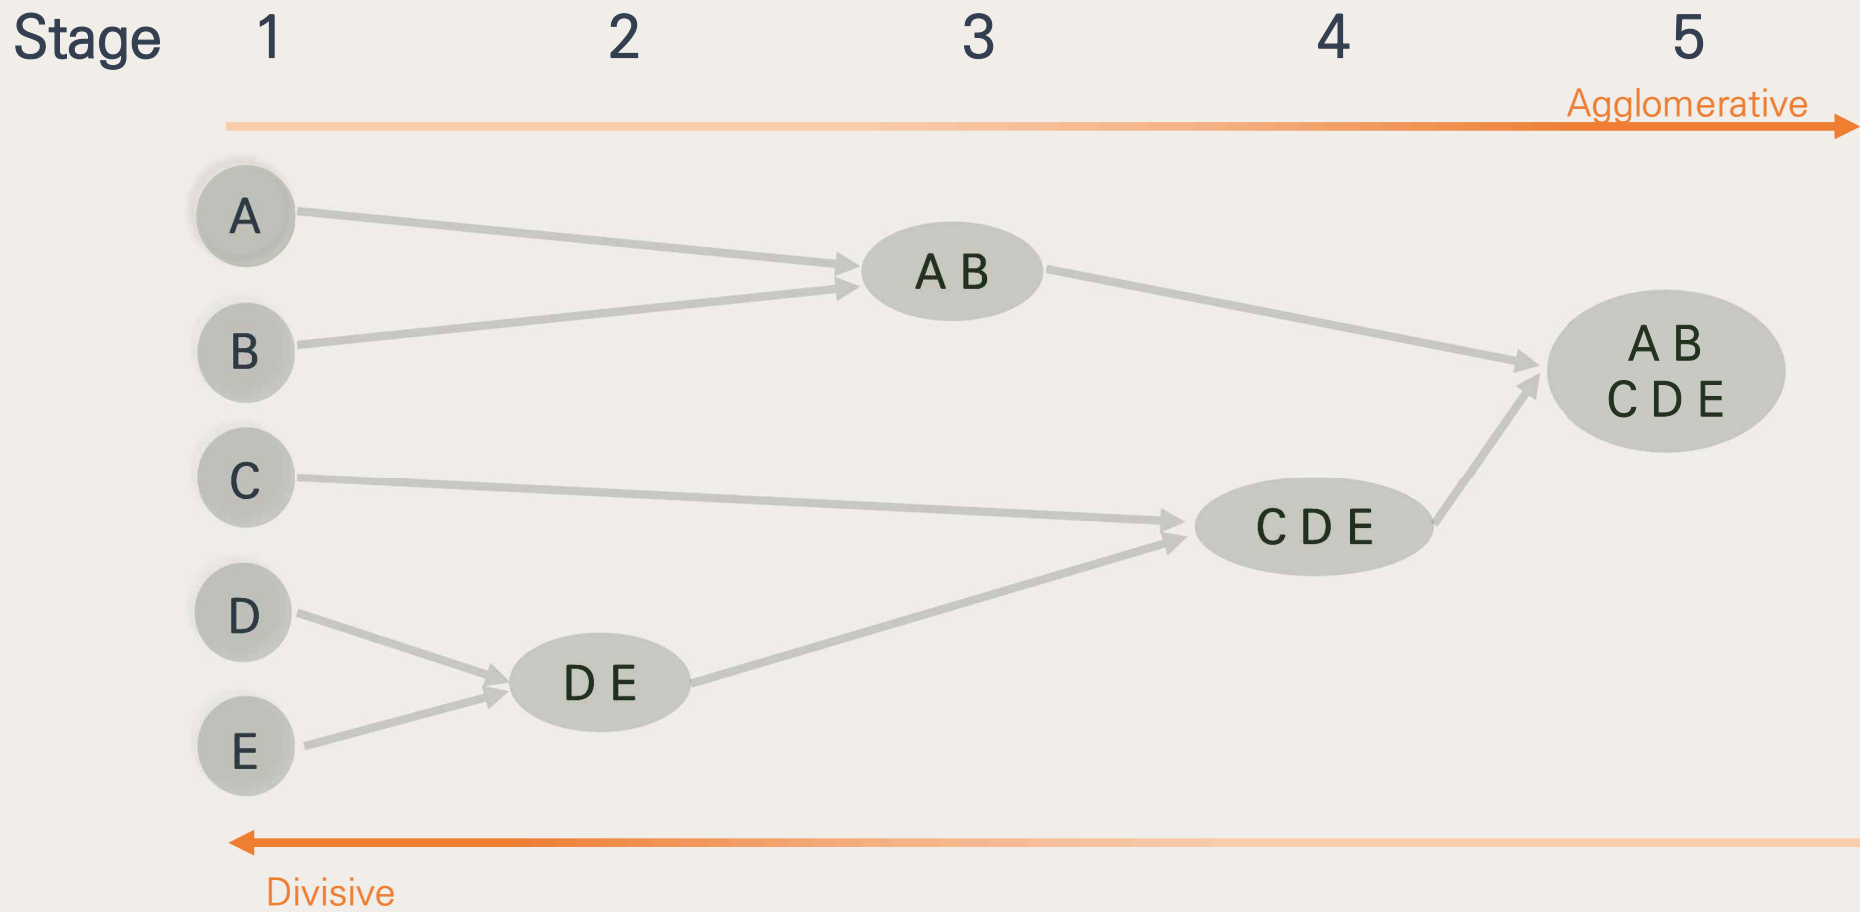 Stage 1 2 3 4 5
Agglomerative
A
B
C
D
E
D E
A B
C D E
A B
C D E
Divisive